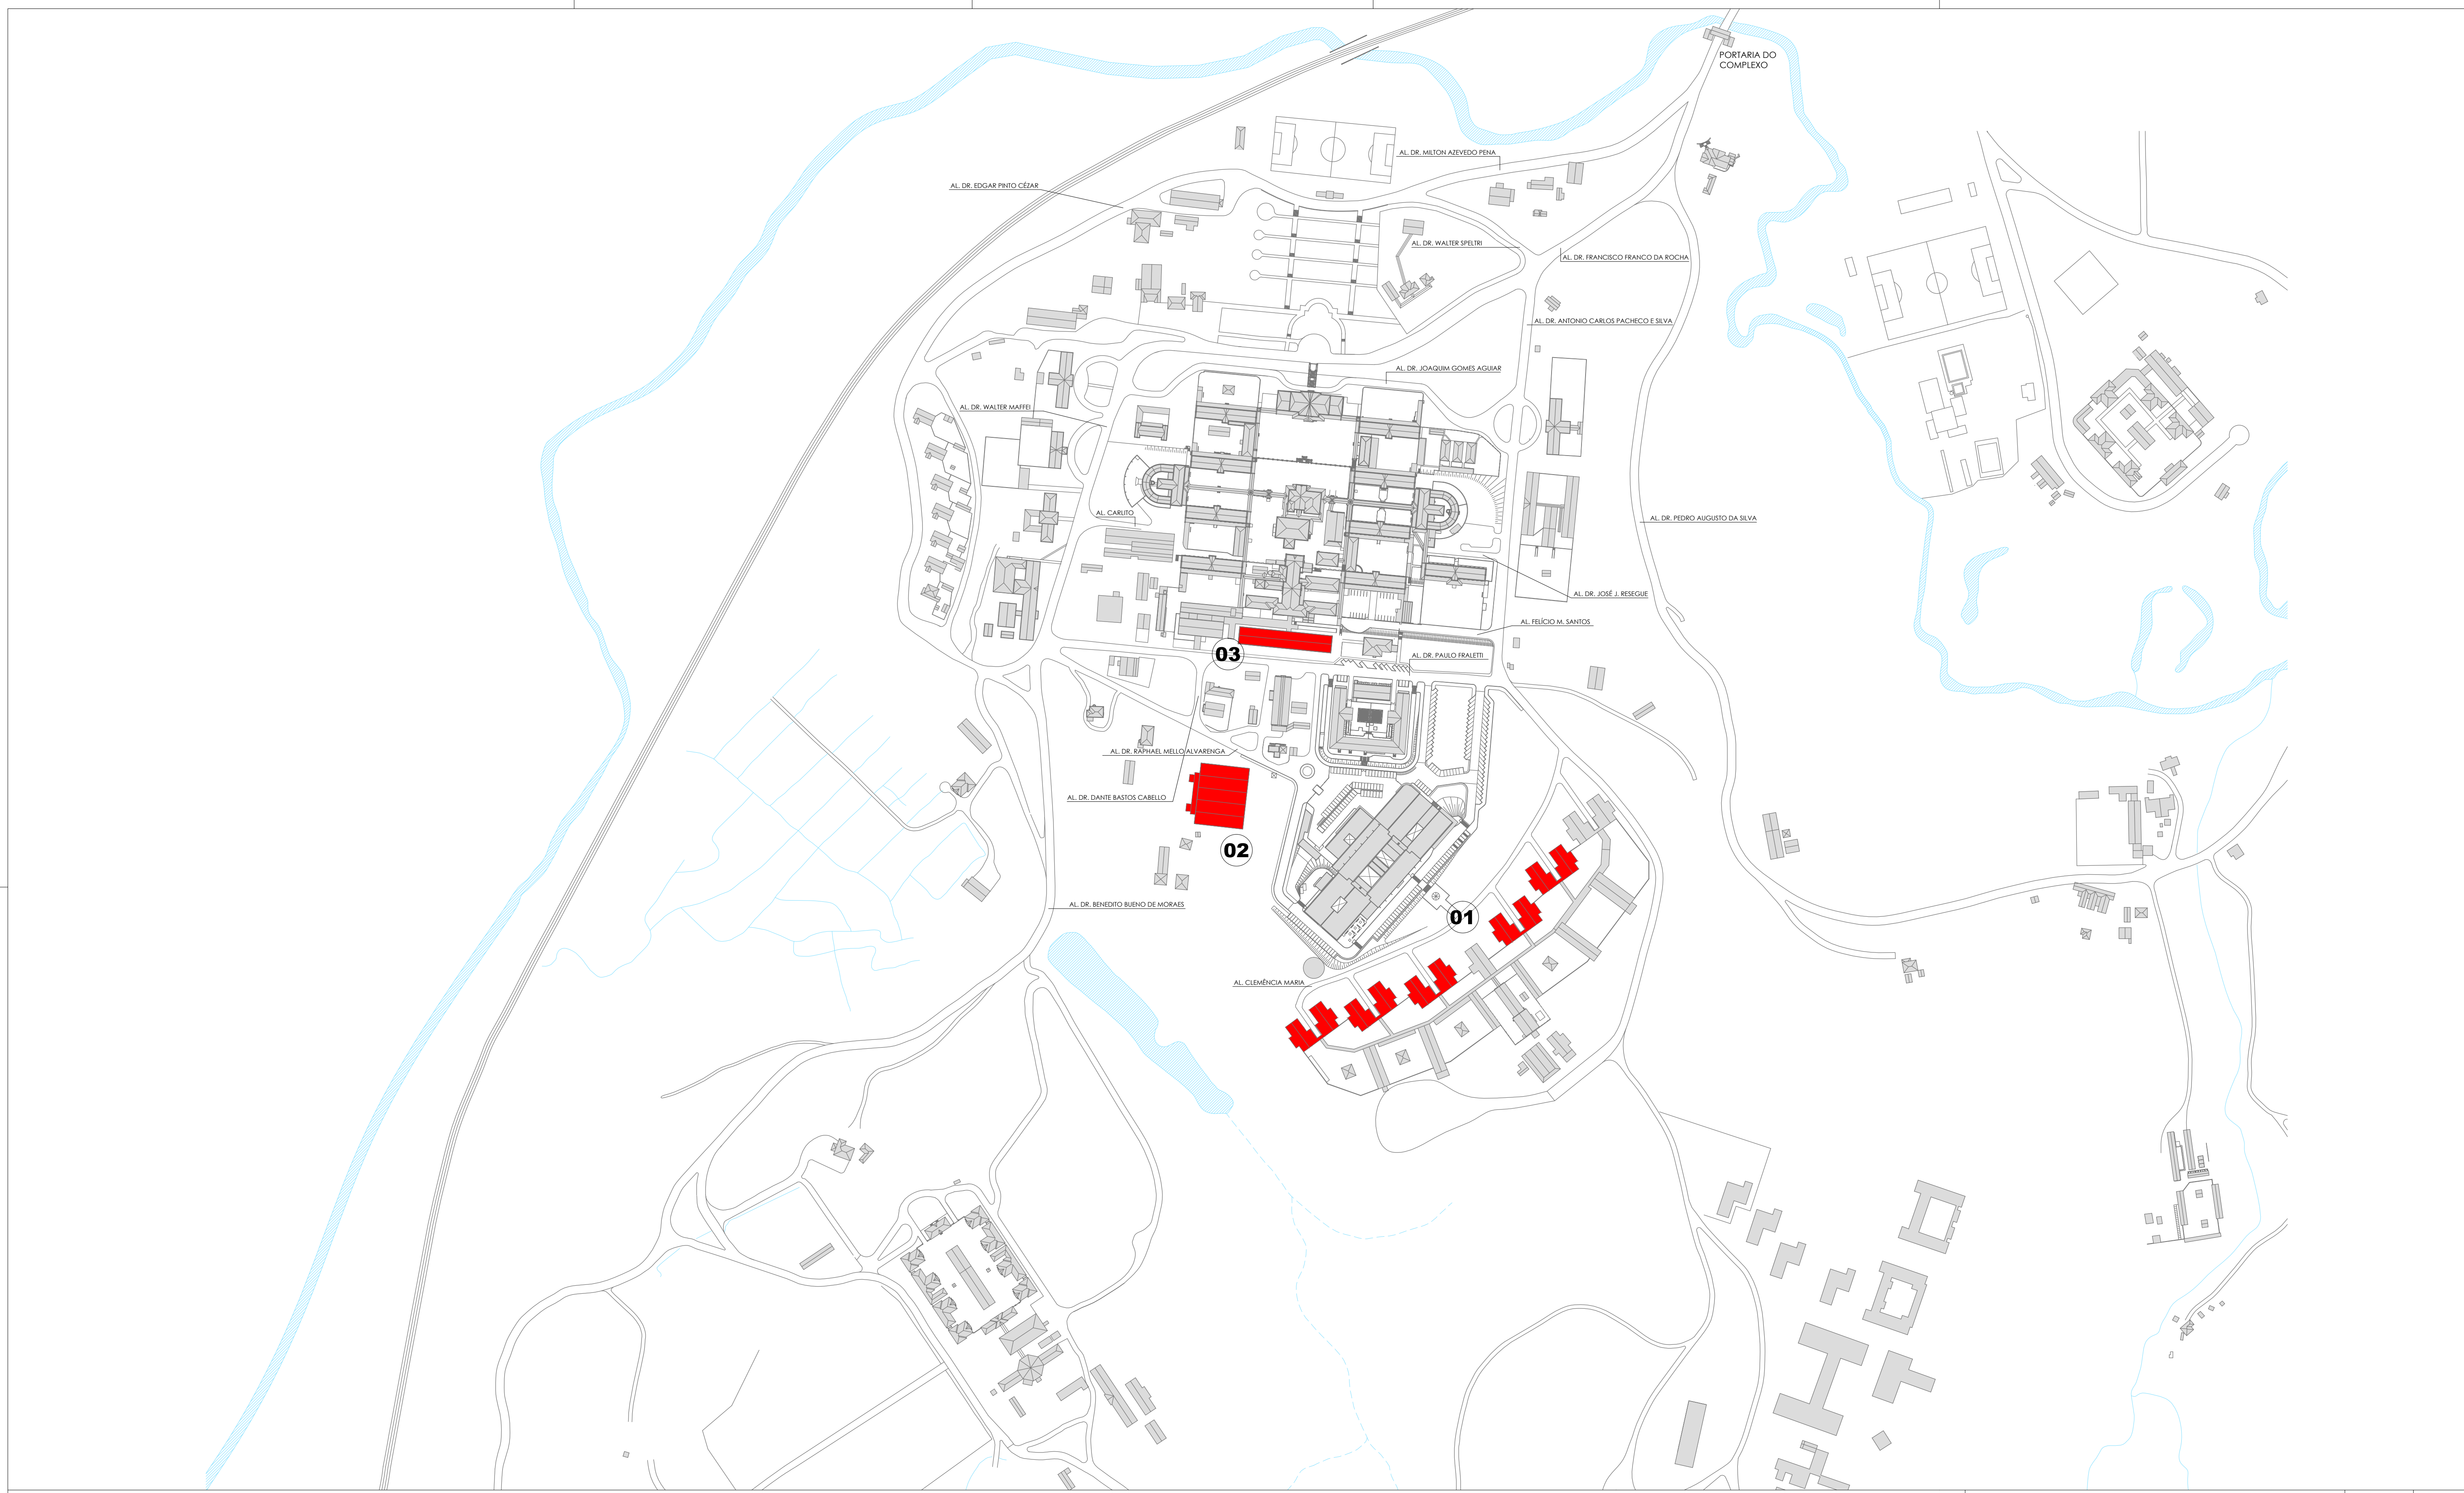 PORTARIA DO
COMPLEXO
AL. DR. MILTON AZEVEDO PENA
AL. DR. EDGAR PINTO CÉZAR
AL. DR. WALTER SPELTRI
AL. DR. FRANCISCO FRANCO DA ROCHA
AL. DR. ANTONIO CARLOS PACHECO E SILVA
AL. DR. JOAQUIM GOMES AGUIAR
AL. DR. WALTER MAFFEI
AL. CARLITO
AL. DR. PEDRO AUGUSTO DA SILVA
AL. DR. JOSÉ J. RESEGUE
AL. FELÍCIO M. SANTOS
03
AL. DR. PAULO FRALETTI
AL. DR. RAPHAEL MELLO ALVARENGA
AL. DR. DANTE BASTOS CABELLO
02
AL. DR. BENEDITO BUENO DE MORAES
01
AL. CLEMÊNCIA MARIA